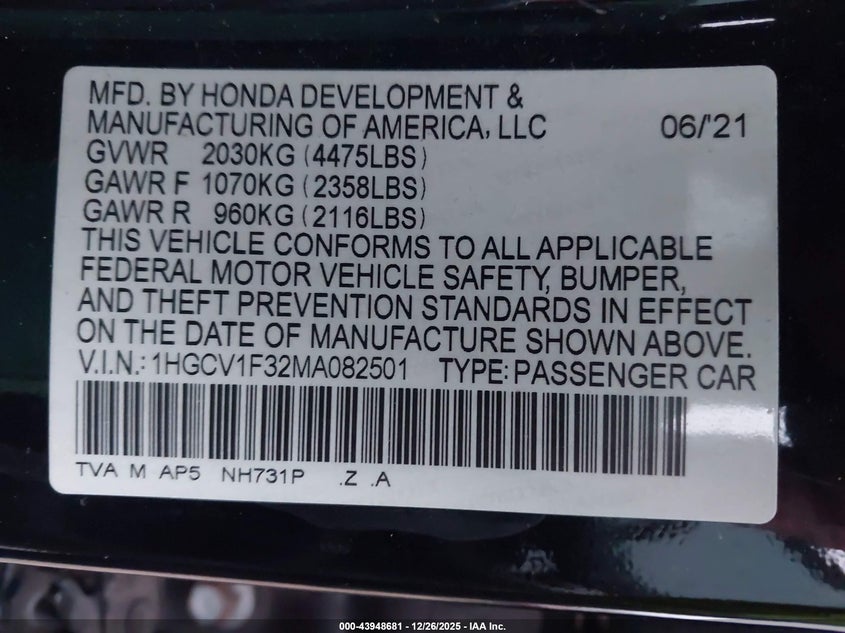 MFD. BY HONDA DEVELOPMENT &
MANUFACTURING OF AMERICA, LLC 06/'21
GVWR 2030KG (4475LBS)
GAWR F 1070KG (2358LBS)
GAWR R 960KG (2116LBS)
THIS VEHICLE CONFORMS TO ALL APPLICABLE
FEDERAL MOTOR VEHICLE SAFETY, BUMPER,
AND THEFT PREVENTION STANDARDS IN EFFECT
ON THE DATE OF MANUFACTURE SHOWN ABOVE.
V.I.N.: 1HGCV1F32MA082501 TYPE: PASSENGER CAR
TVA M AP5 NH731P .Z .A
000-43948681 - 12/26/2025 - IAA Inc.